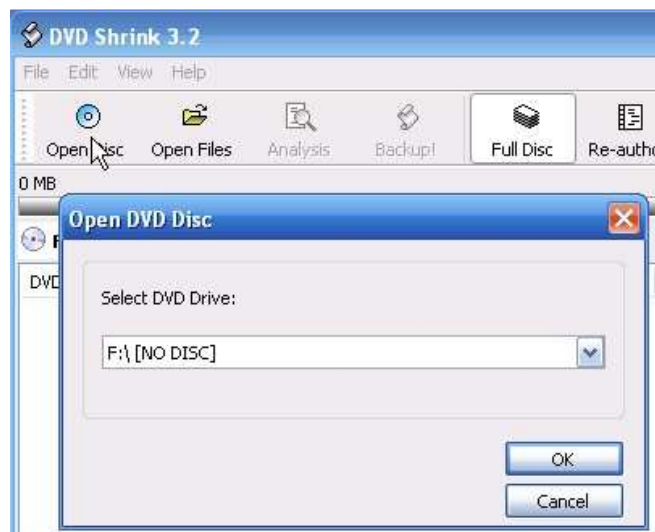 DVD Shrink 3.2
File Edit View Help
Open Disc Open Files Analysis Backup! Full Disc
0 MB
Open DVD Disc
DVD
Select DVD Drive:
F:\ [NO DISC]
OK
Cancel